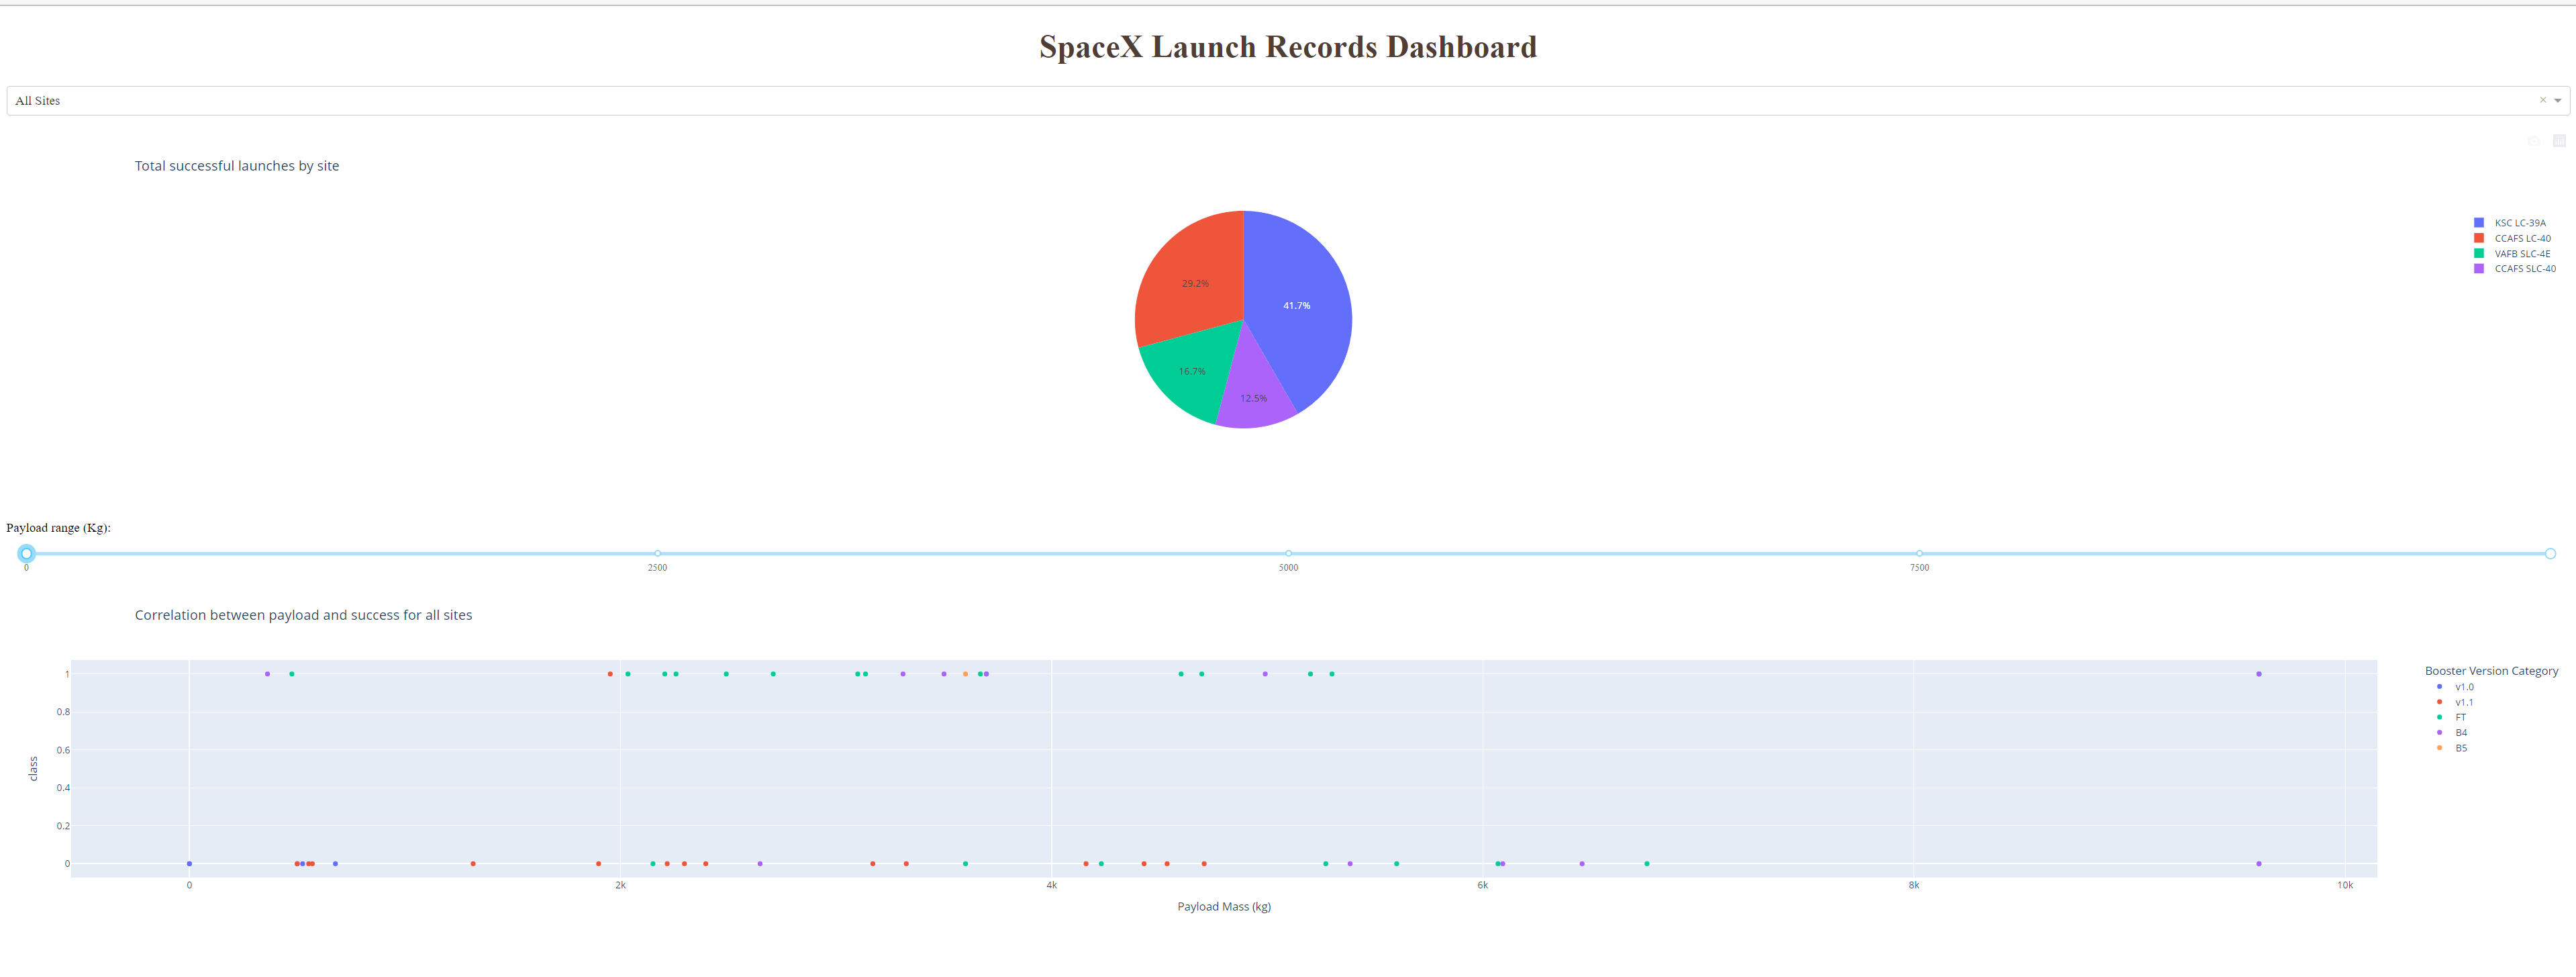 SpaceX Launch Records Dashboard
All Sites
×
Total successful launches by site
KSC LC-39A
CCAFS LC-40
VAFB SLC-4E
CCAFS SLC-40
29.2%
41.7%
16.7%
12.5%
Payload range (Kg):
0 2500 5000 7500
Correlation between payload and success for all sites
Booster Version Category
v1.0
v1.1
FT
B4
B5
class
1
0.8
0.6
0.4
0.2
0
0 2k 4k 6k 8k 10k
Payload Mass (kg)